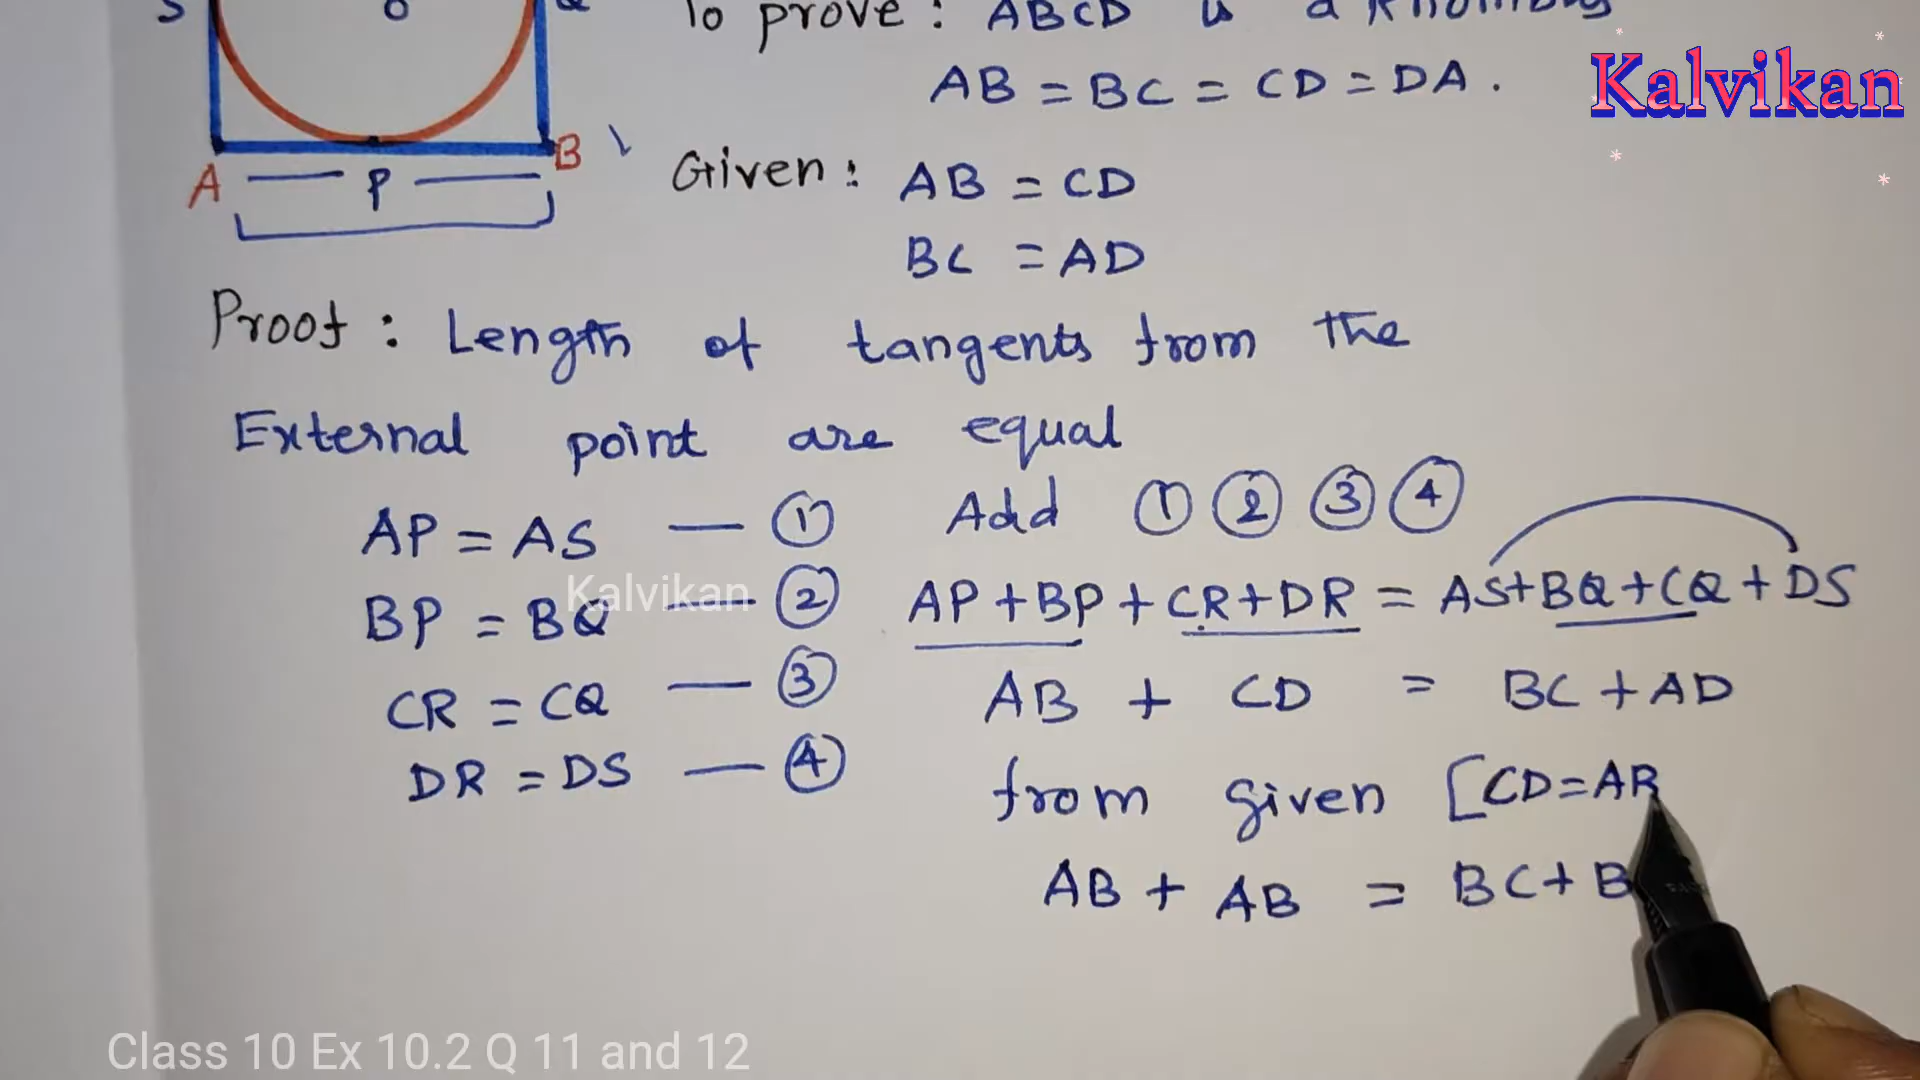 S O Q To prove : ABCD is a Rhombus
AB = BC = CD = DA .
Kalvikan
A P B
Given : AB = CD
BC = AD
Proof : Length of tangents from the
External point are equal
AP = AS — ①
BP = BQ — ②
CR = CQ — ③
DR = DS — ④
Kalvikan
Add ① ② ③ ④
AP + BP + CR + DR = AS + BQ + CQ + DS
AB + CD = BC + AD
from given [CD = AB
AB + AB = BC + B
Class 10 Ex 10.2 Q 11 and 12